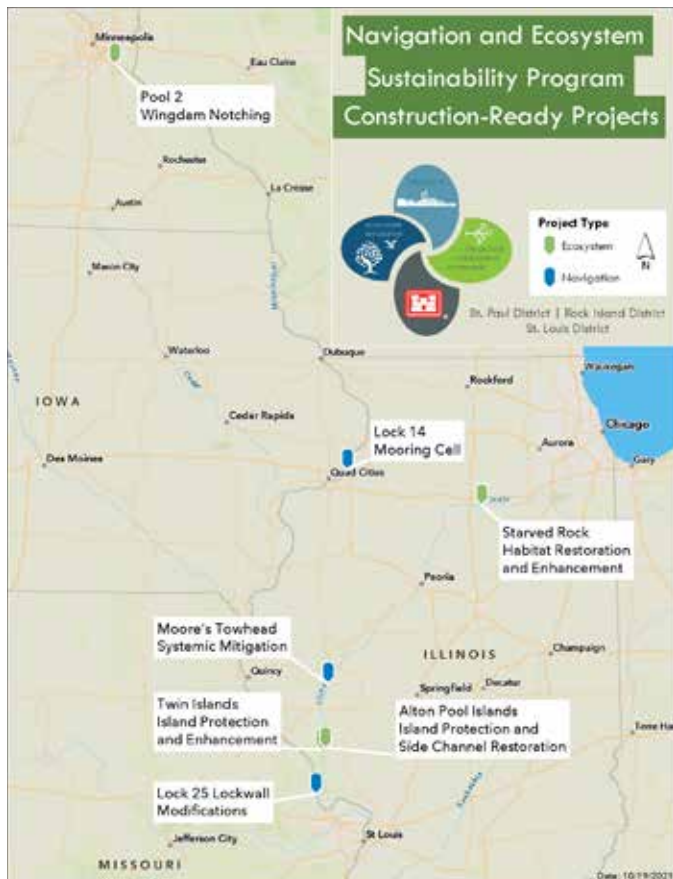 Navigation and Ecosystem
Sustainability Program
Construction-Ready Projects
Minneapolis
Eau Claire
Pool 2
Wingdam Notching
Rochester
La Crosse
Austin
Mason City
Mississippi
Project Type
Ecosystem
Navigation
N
St. Paul District | Rock Island District
St. Louis District
Waterloo
Dubuque
Rockford
Waukegan
IOWA
Cedar Rapids
Chicago
Aurora
Gary
Des Moines
Lock 14
Mooring Cell
Quad Cities
Starved Rock
Habitat Restoration
and Enhancement
Peoria
Moore's Towhead
Systemic Mitigation
ILLINOIS
Champaign
Quincy
Springfield
Decatur
Twin Islands
Island Protection
and Enhancement
Alton Pool Islands
Island Protection and
Side Channel Restoration
Terre Ha
Kaskaskia
Lock 25 Lockwall
Modifications
Jefferson City
St Louis
MISSOURI